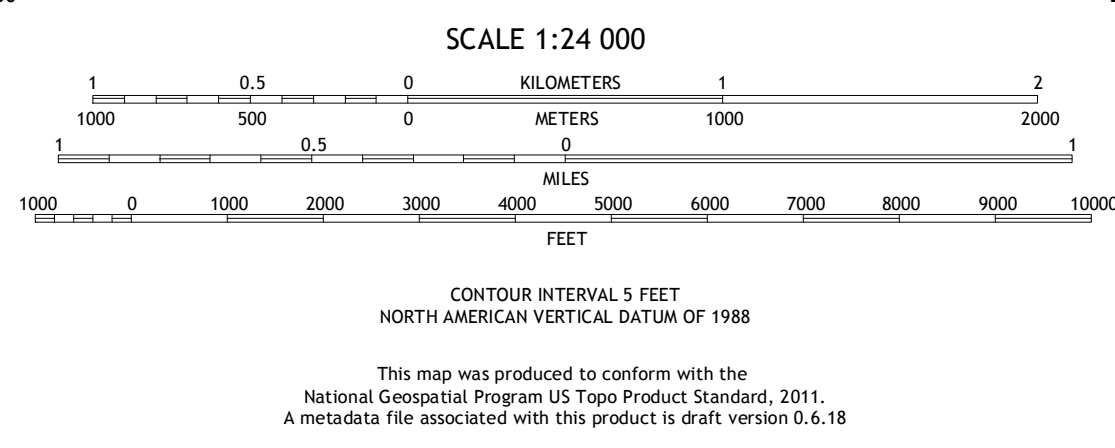 SCALE 1:24 000
1 0.5 0 KILOMETERS 1 2
1000 500 0 METERS 1000 2000
1 0.5 0 1
MILES
1000 0 1000 2000 3000 4000 5000 6000 7000 8000 9000 10000
FEET
CONTOUR INTERVAL 5 FEET
NORTH AMERICAN VERTICAL DATUM OF 1988
This map was produced to conform with the
National Geospatial Program US Topo Product Standard, 2011.
A metadata file associated with this product is draft version 0.6.18